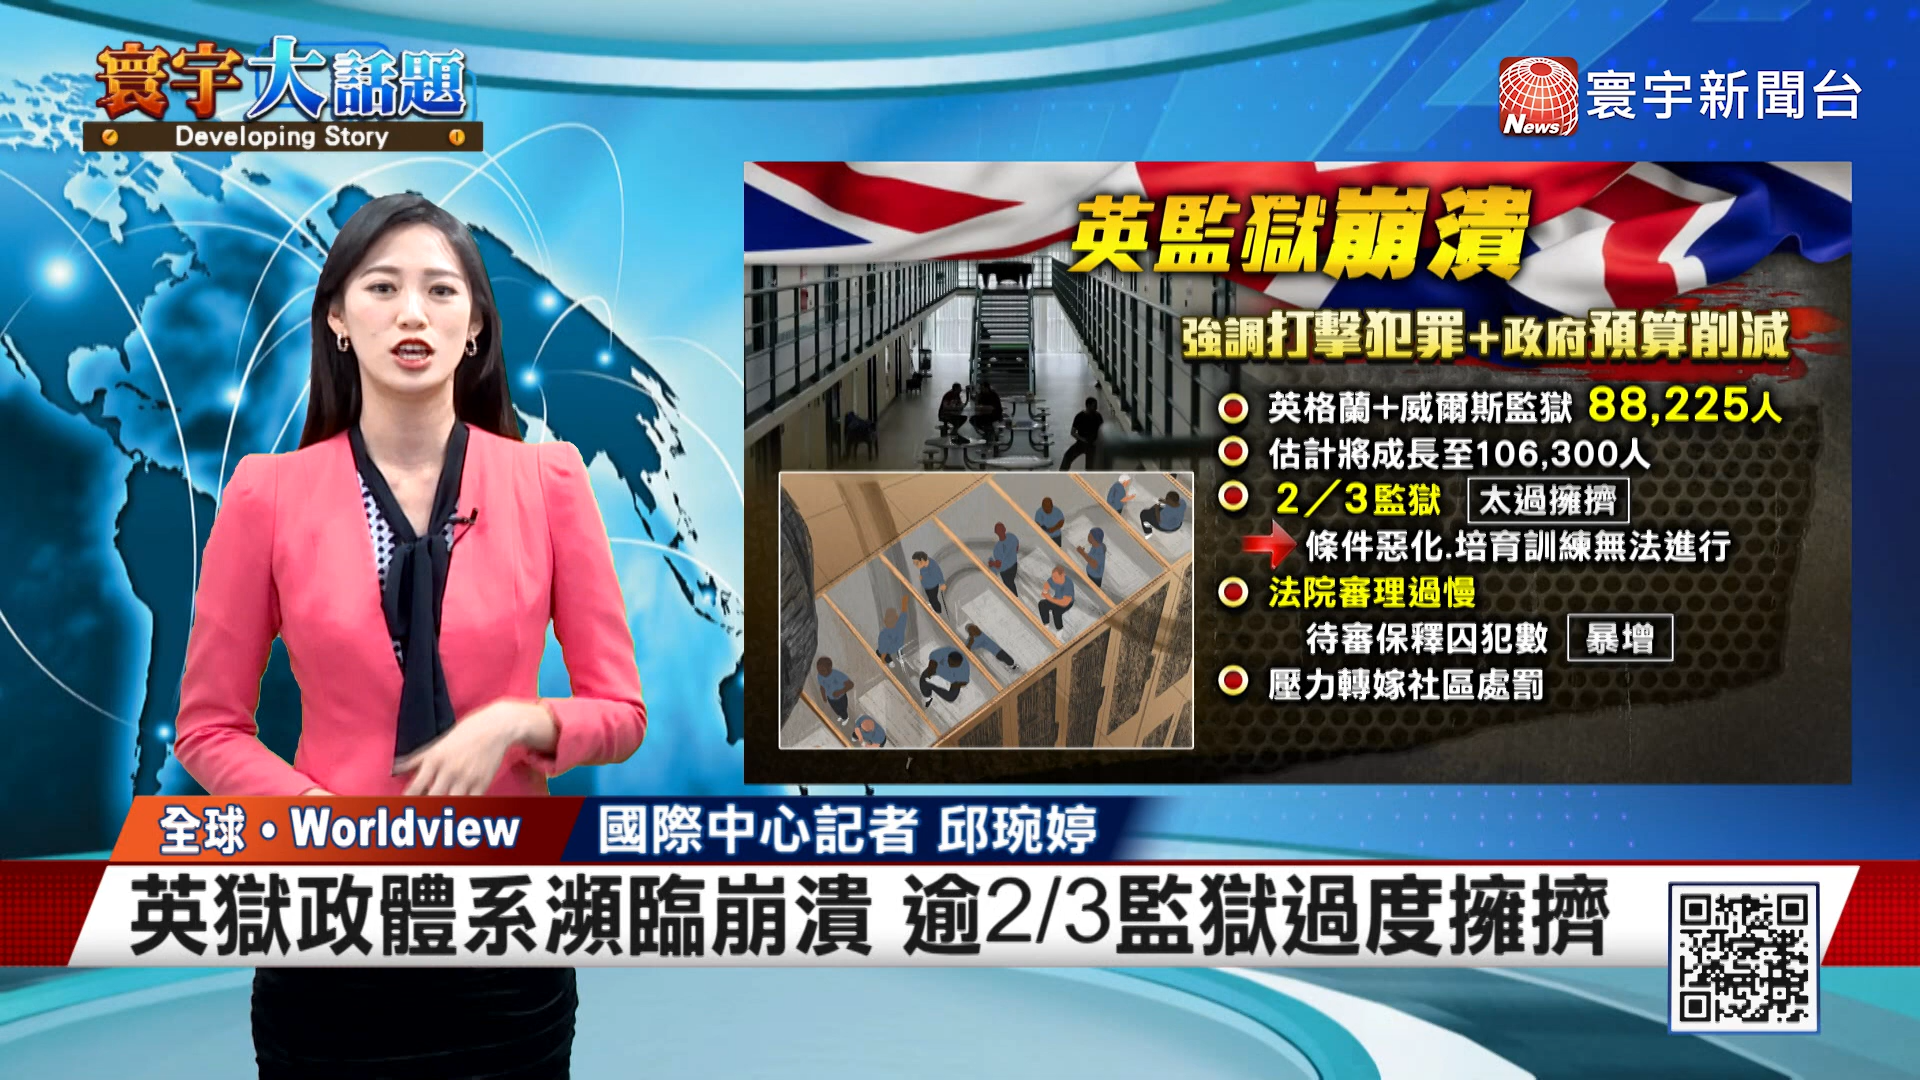 寰宇大話題
Developing Story
News
寰宇新聞台
英監獄崩潰
強調打擊犯罪+政府預算削減
英格蘭+威爾斯監獄 88,225人
估計將成長至106,300人
2/3監獄 太過擁擠
條件惡化.培育訓練無法進行
法院審理過慢
待審保釋囚犯數 暴增
壓力轉嫁社區處罰
全球·Worldview
國際中心記者 邱琬婷
英獄政體系瀕臨崩潰 逾2/3監獄過度擁擠